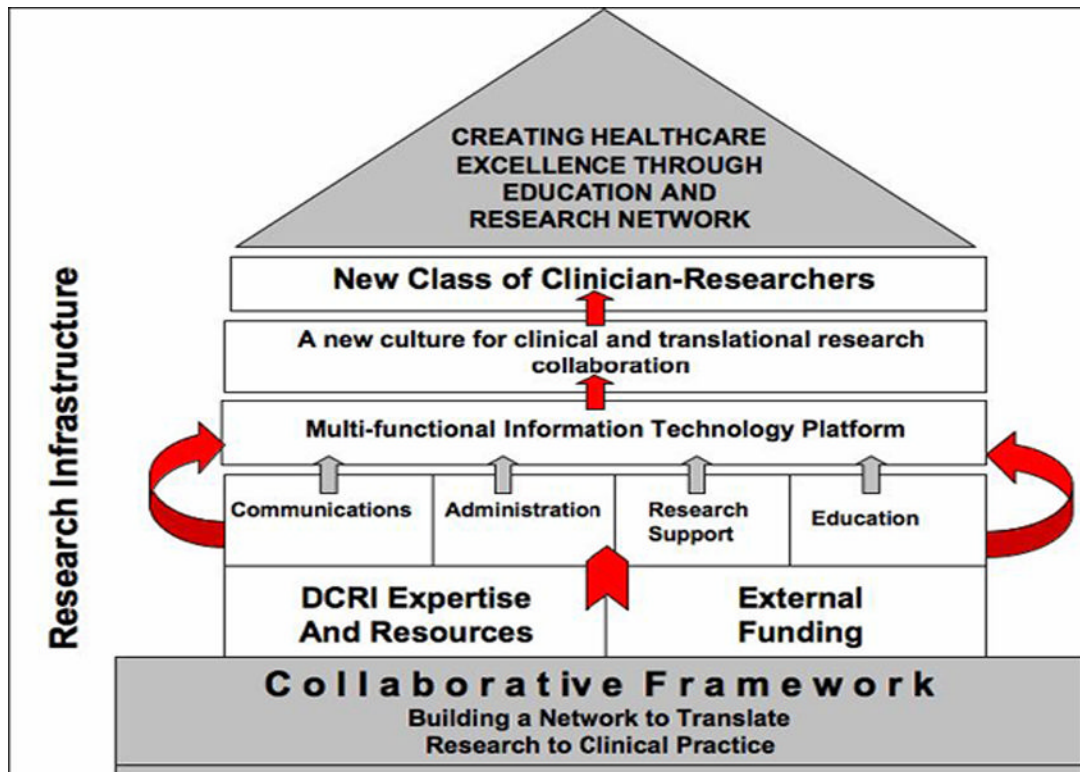 CREATING HEALTHCARE
EXCELLENCE THROUGH
EDUCATION AND
RESEARCH NETWORK
New Class of Clinician-Researchers
A new culture for clinical and translational research
collaboration
Multi-functional Information Technology Platform
Communications
Administration
Research
Support
Education
DCRI Expertise
And Resources
External
Funding
Collaborative Framework
Building a Network to Translate
Research to Clinical Practice
Research Infrastructure